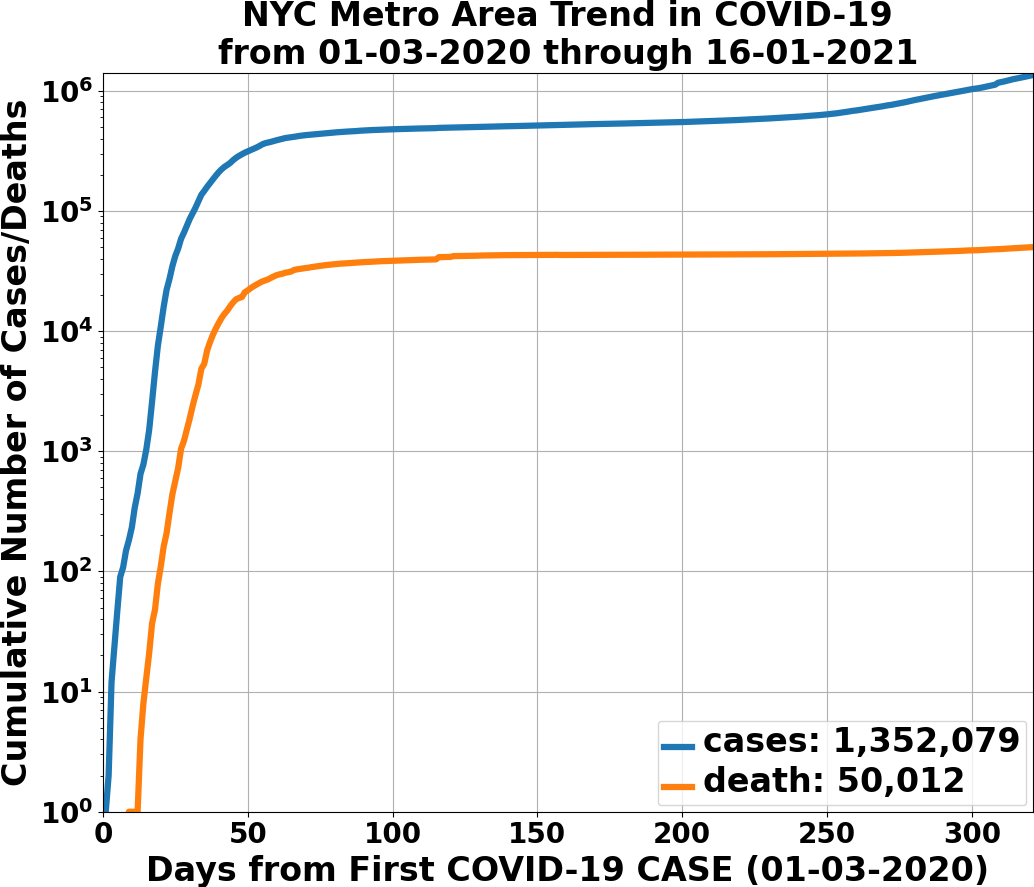 NYC Metro Area Trend in COVID-19
from 01-03-2020 through 16-01-2021
Cumulative Number of Cases/Deaths
10⁶
10⁵
10⁴
10³
10²
10¹
10⁰
cases: 1,352,079
death: 50,012
0 50 100 150 200 250 300
Days from First COVID-19 CASE (01-03-2020)